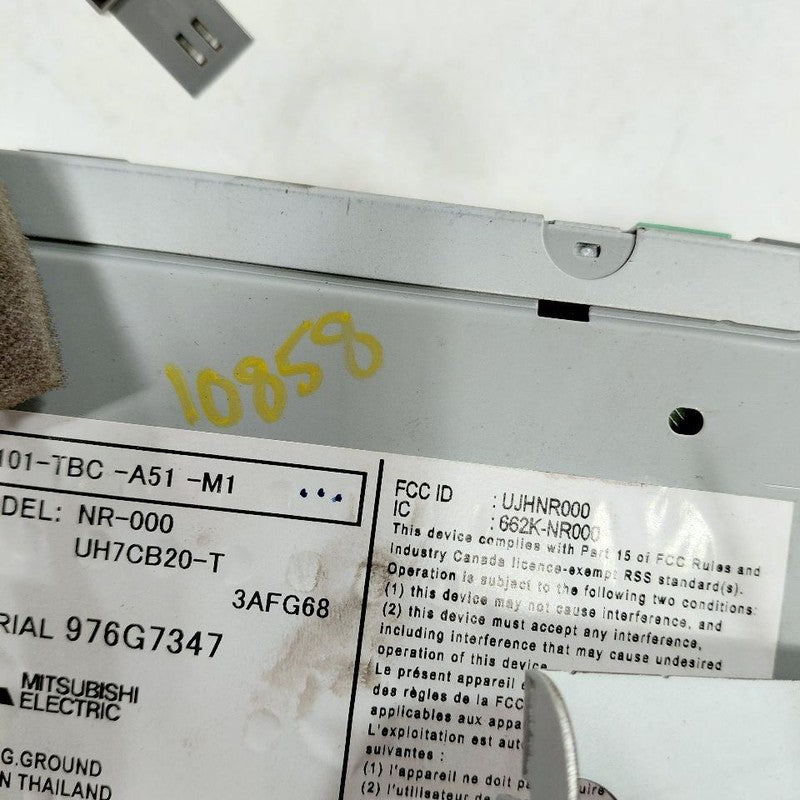 10858
101-TBC -A51 -M1
DEL: NR-000
UH7CB20-T
3AFG68
RIAL 976G7347
MITSUBISHI
ELECTRIC
G.GROUND
N THAILAND
FCC ID : UJHNR000
IC : 662K-NR000
This device complies with Part 15 of FCC Rules and
Industry Canada licence-exempt RSS standard(s).
Operation is subject to the following two conditions:
(1) this device may not cause interference, and
(2) this device must accept any interference,
including interference that may cause undesired
operation of this device.
Le présent appareil
des règles de la FCC
applicables aux appa
L'exploitation est aut
suivantes :
(1) l'appareil ne doit p uire
(2) l'utilisateur de